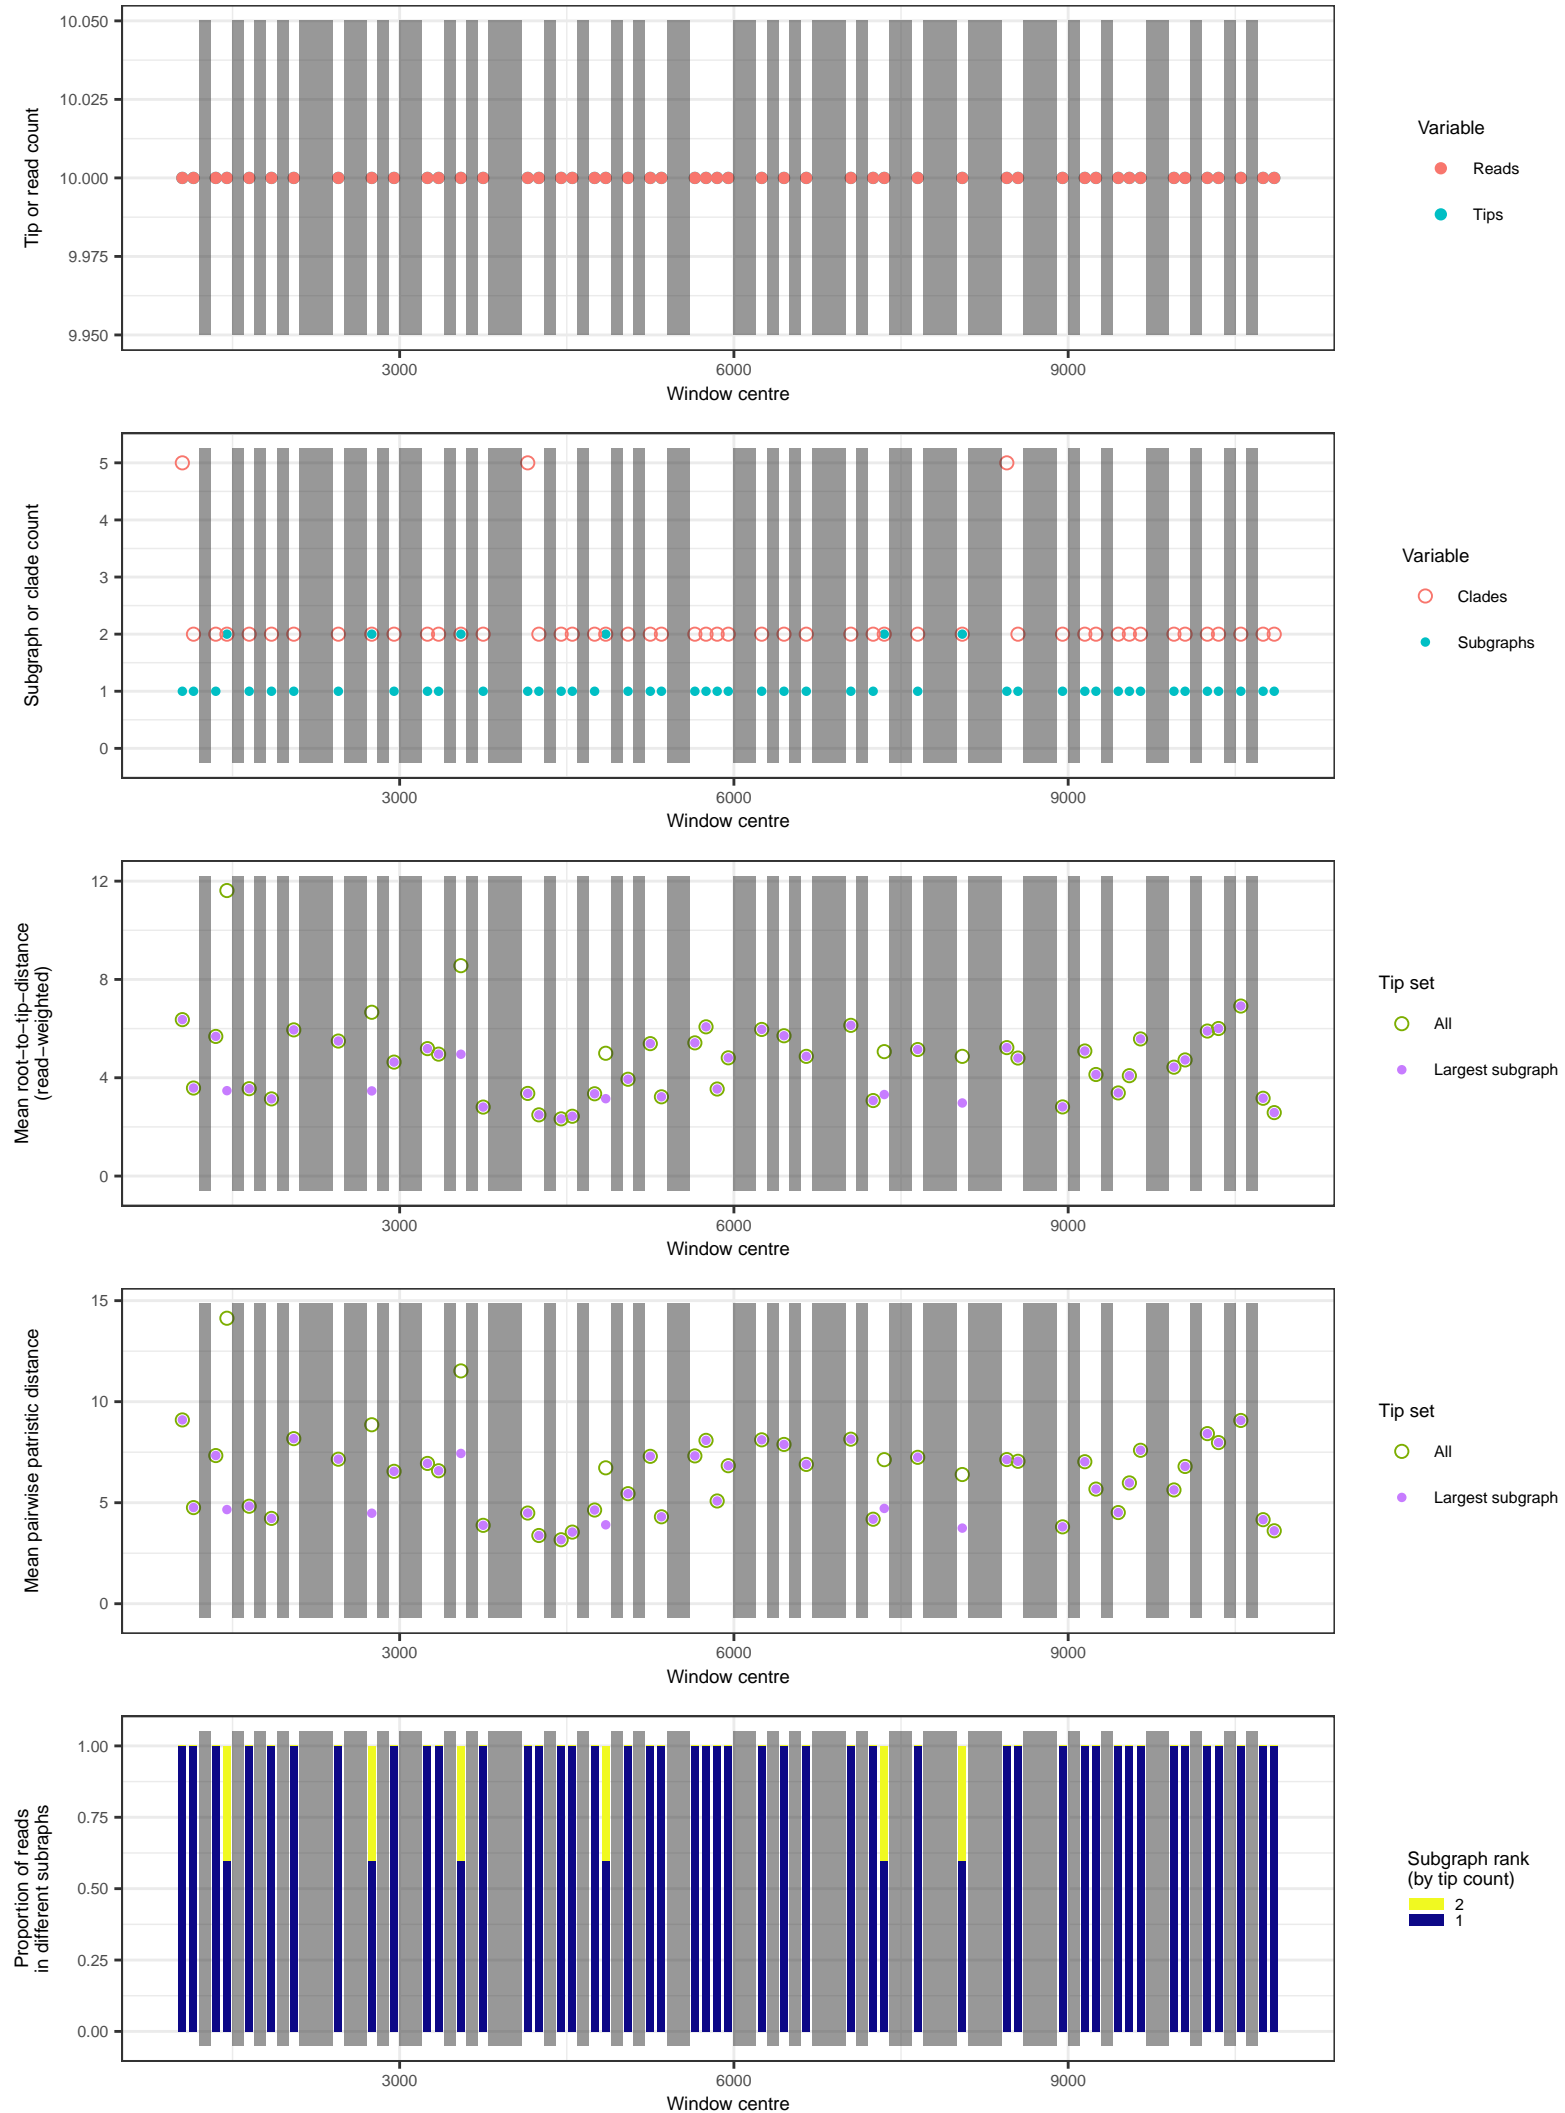 10.050
10.025
10.000
9.975
9.950
Tip or read count
3000 6000 9000
Window centre
Variable
Reads
Tips
5
4
3
2
1
0
Subgraph or clade count
3000 6000 9000
Window centre
Variable
Clades
Subgraphs
12
8
4
0
Mean root−to−tip−distance
(read−weighted)
3000 6000 9000
Window centre
Tip set
All
Largest subgraph
15
10
5
0
Mean pairwise patristic distance
3000 6000 9000
Window centre
Tip set
All
Largest subgraph
1.00
0.75
0.50
0.25
0.00
Proportion of reads
in different subraphs
3000 6000 9000
Window centre
Subgraph rank
(by tip count)
2
1